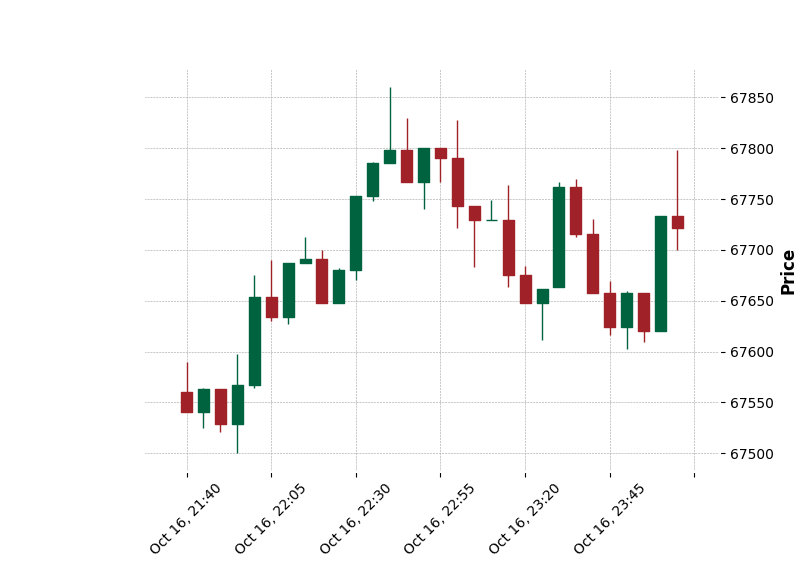 67850
67800
67750
67700
67650
67600
67550
67500
Price
Oct 16, 21:40
Oct 16, 22:05
Oct 16, 22:30
Oct 16, 22:55
Oct 16, 23:20
Oct 16, 23:45